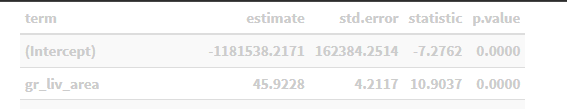 term estimate std.error statistic p.value
(Intercept) -1181538.2171 162384.2514 -7.2762 0.0000
gr_liv_area 45.9228 4.2117 10.9037 0.0000